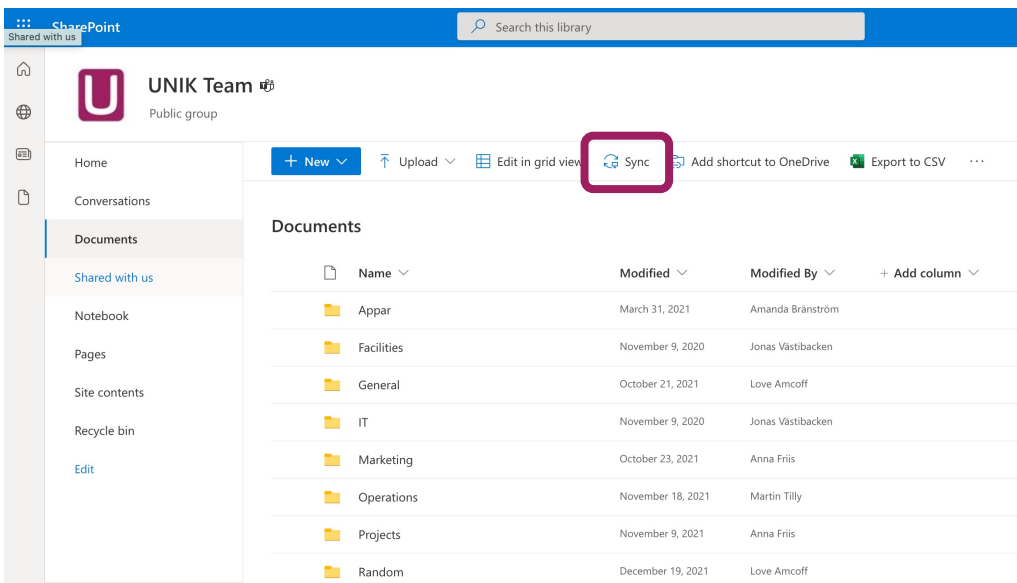 SharePoint
Search this library
Shared with us
U
UNIK Team
Public group
Home
Conversations
Documents
Shared with us
Notebook
Pages
Site contents
Recycle bin
Edit
+ New Upload Edit in grid view Sync Add shortcut to OneDrive Export to CSV ...
Documents
Name Modified Modified By + Add column
Appar March 31, 2021 Amanda Bränström
Facilities November 9, 2020 Jonas Västibacken
General October 21, 2021 Love Amcoff
IT November 9, 2020 Jonas Västibacken
Marketing October 23, 2021 Anna Friis
Operations November 18, 2021 Martin Tilly
Projects November 9, 2021 Anna Friis
Random December 19, 2021 Love Amcoff